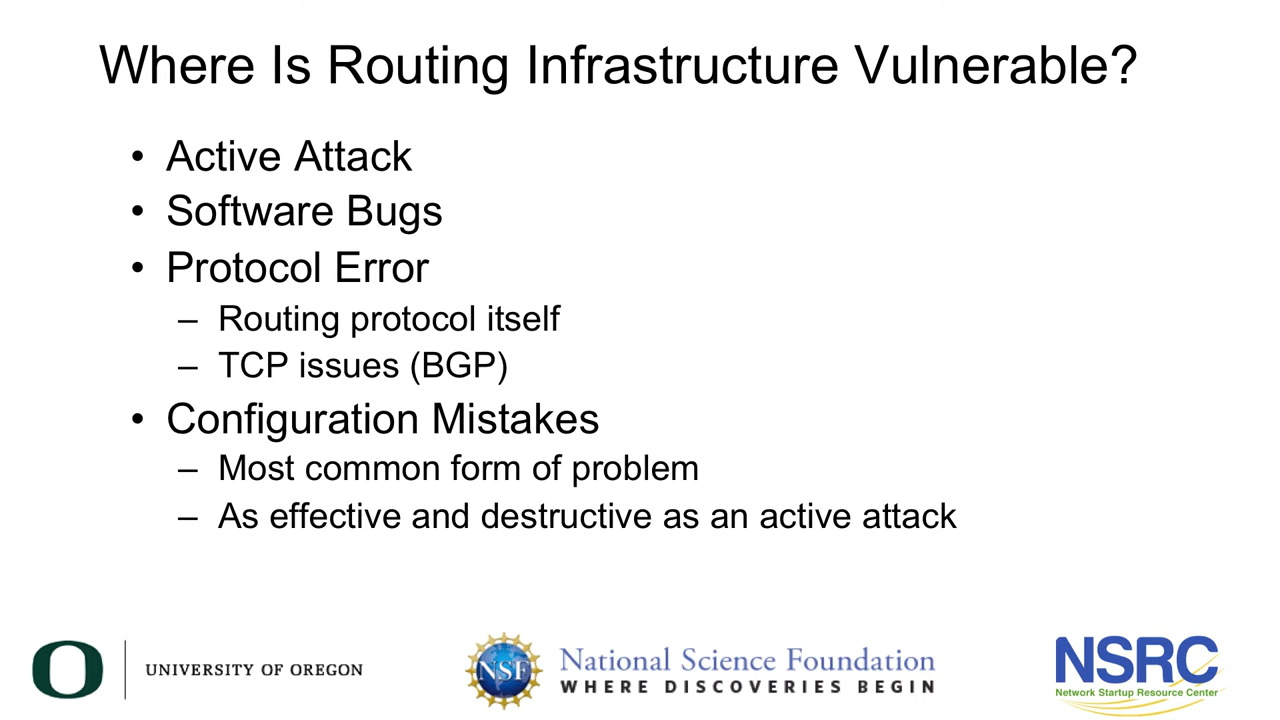 Where Is Routing Infrastructure Vulnerable?
• Active Attack
• Software Bugs
• Protocol Error
– Routing protocol itself
– TCP issues (BGP)
• Configuration Mistakes
– Most common form of problem
– As effective and destructive as an active attack
O
UNIVERSITY OF OREGON
NSF
National Science Foundation
WHERE DISCOVERIES BEGIN
NSRC
Network Startup Resource Center